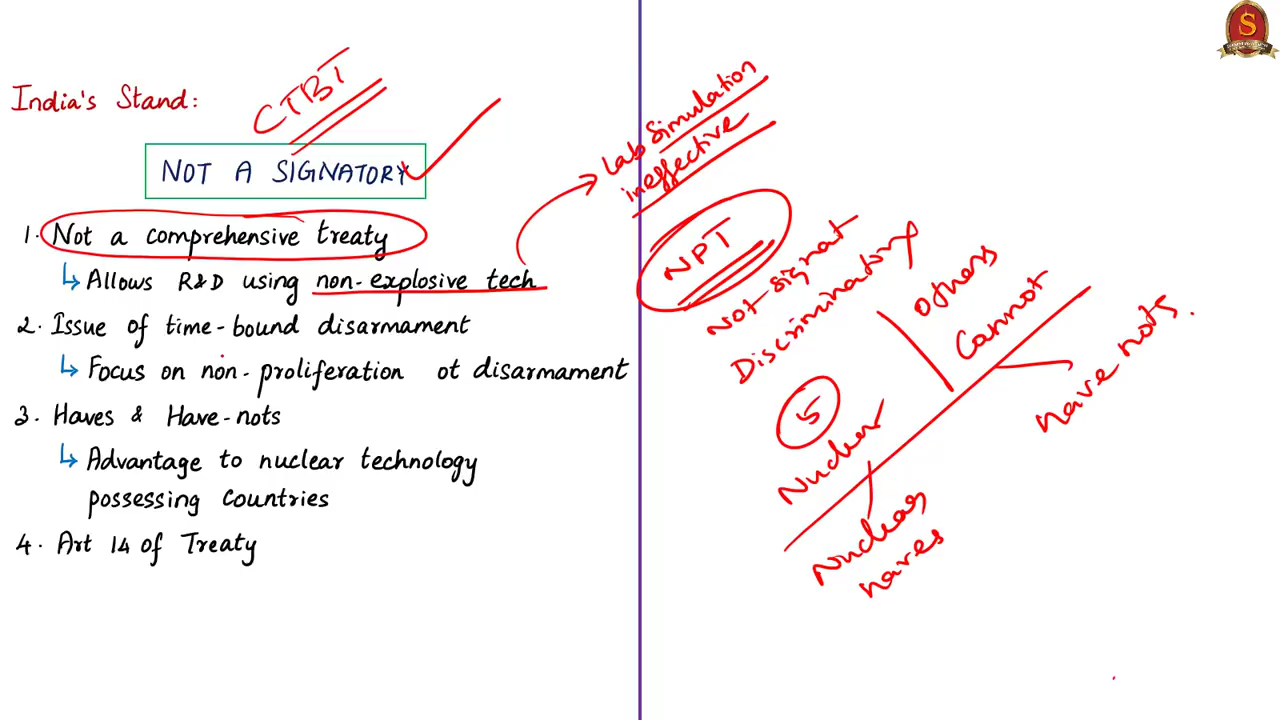 India's Stand:
CTBT
NOT A SIGNATORY
1. Not a comprehensive treaty
↳ Allows R&D using non-explosive tech
2. Issue of time-bound disarmament
↳ Focus on non-proliferation ot disarmament
3. Haves & Have-nots
↳ Advantage to nuclear technology
possessing countries
4. Art 14 of Treaty
Lab Simulation
ineffective
NPT
Not signat
Discriminatory
5
Nuclear
others
cannot
have nots.
Nuclear
haves
S